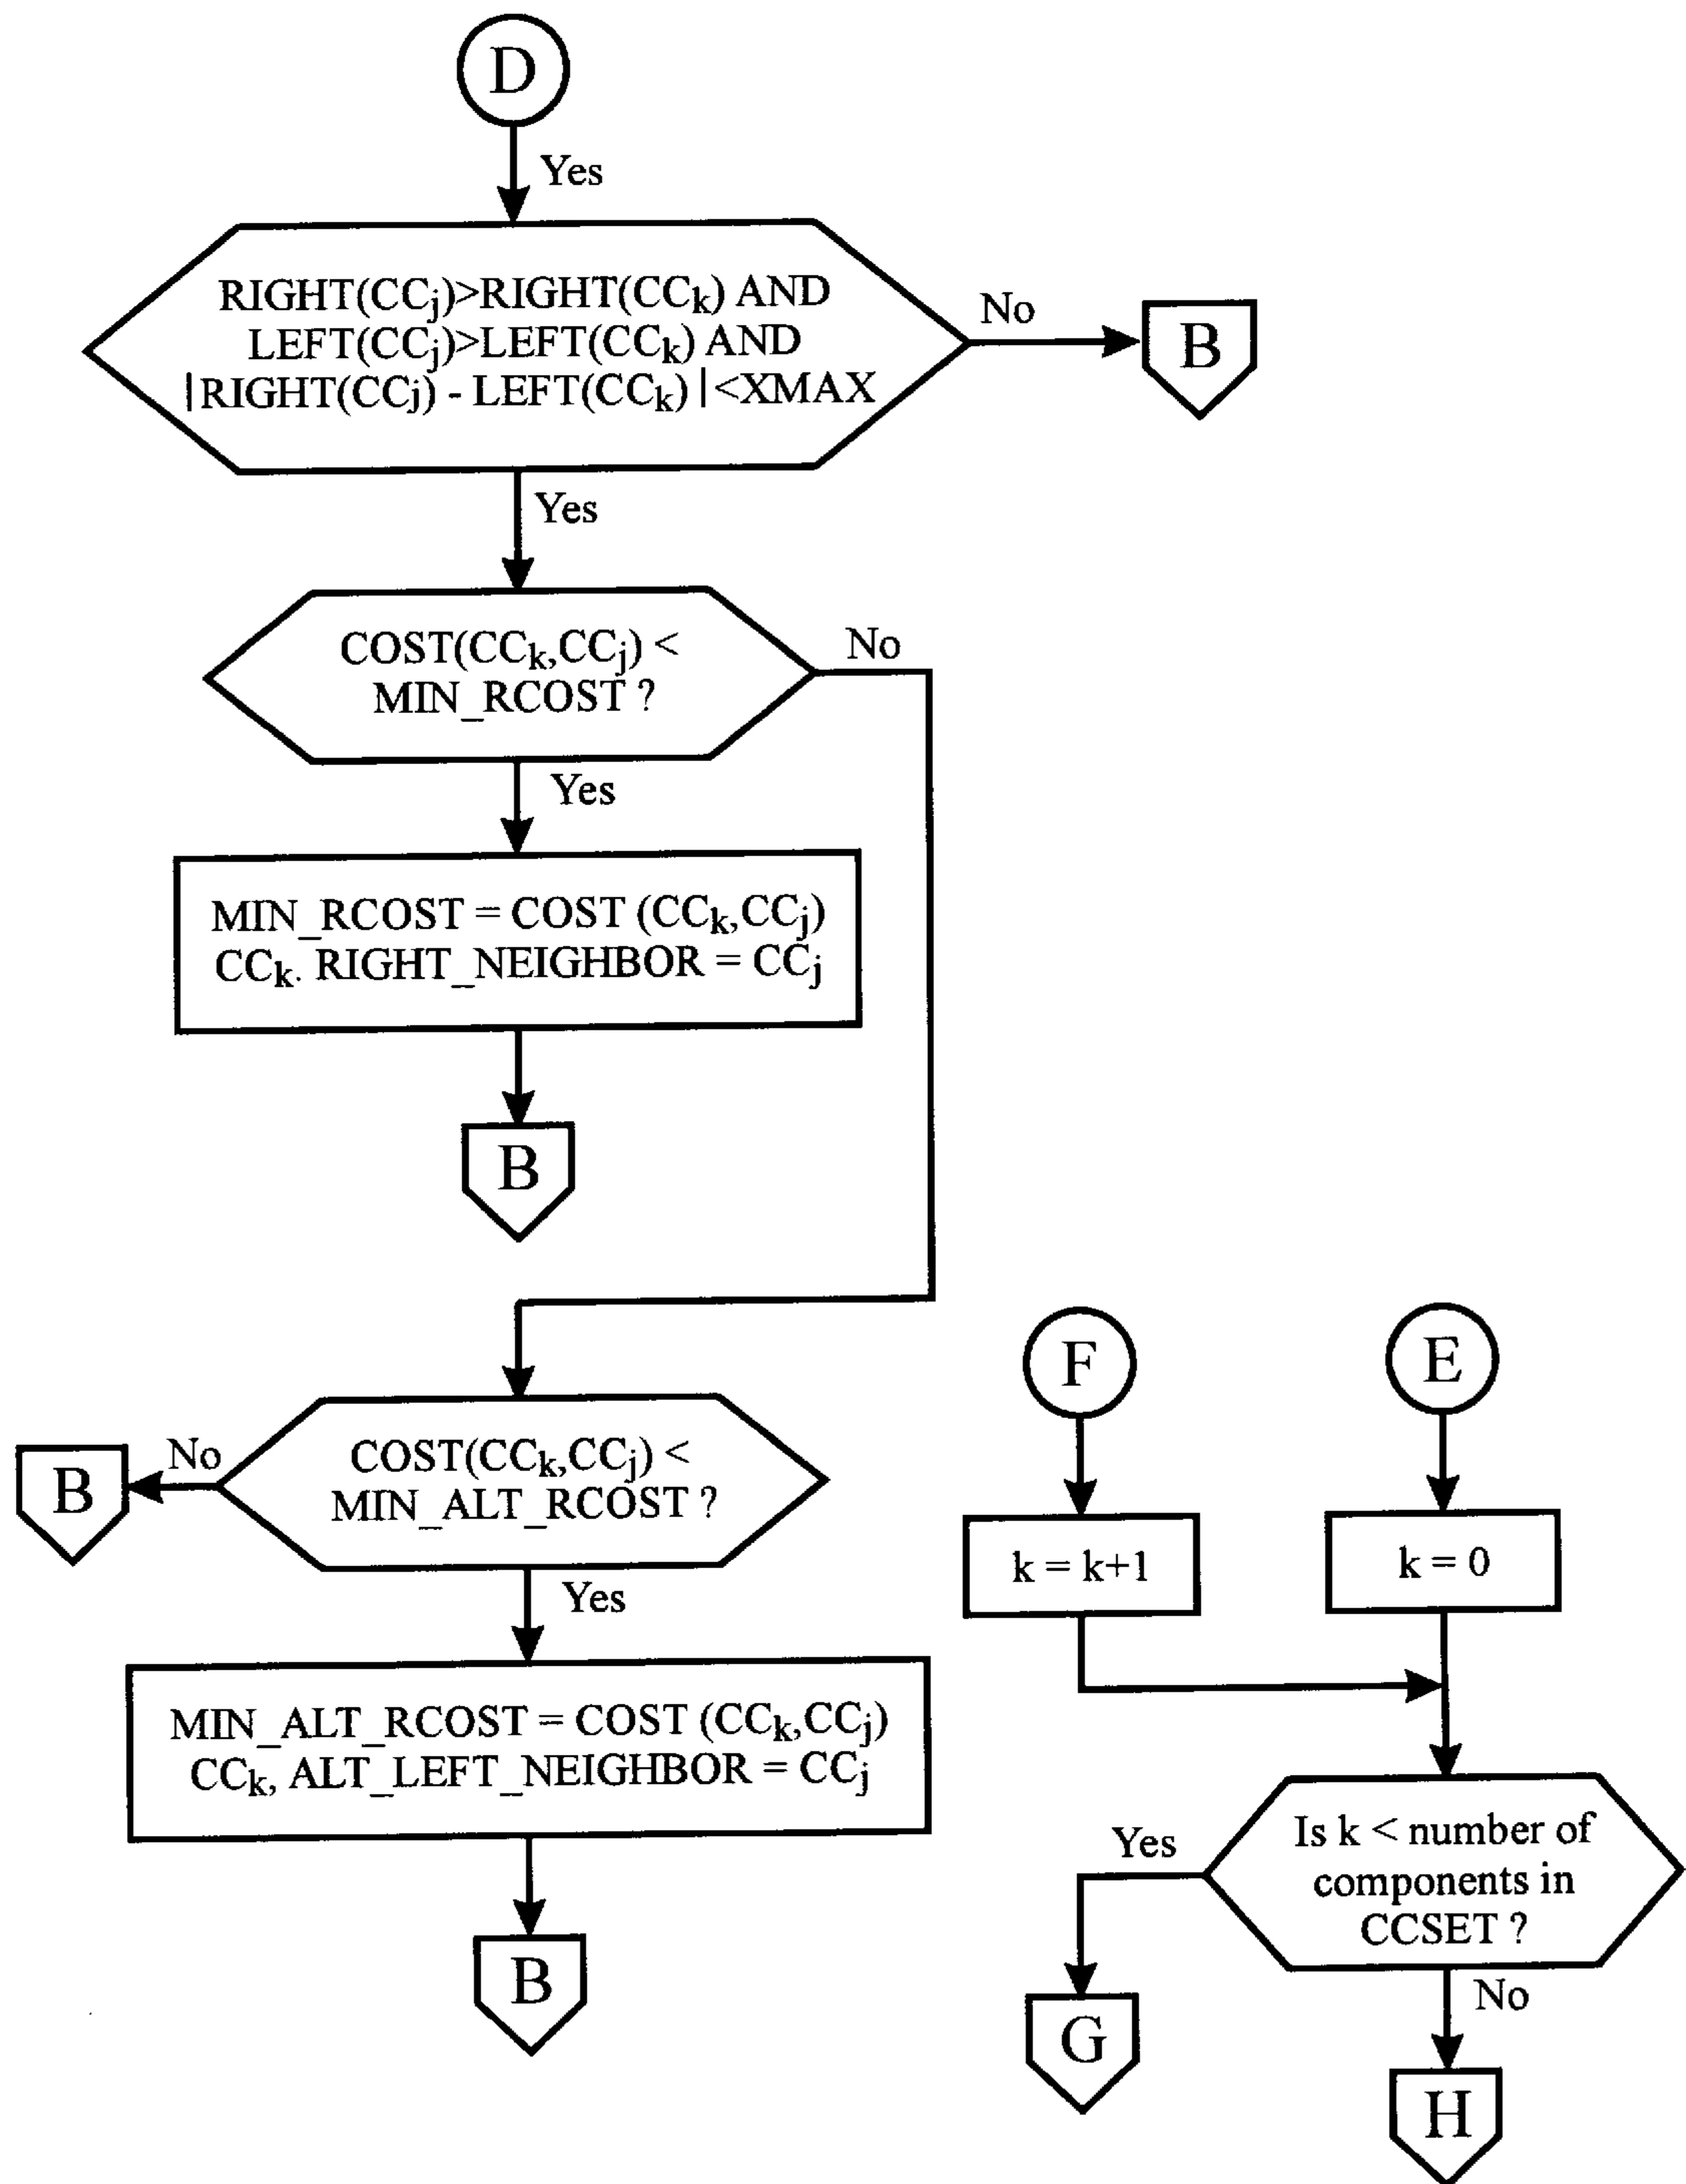 D
Yes
RIGHT(CCj)>RIGHT(CCk) AND
LEFT(CCj)>LEFT(CCk) AND
|RIGHT(CCj) - LEFT(CCk) |<XMAX
No
B
Yes
COST(CCk,CCj) <
MIN_RCOST ?
No
Yes
MIN_RCOST = COST (CCk,CCj)
CCk. RIGHT_NEIGHBOR = CCj
B
COST(CCk,CCj) <
MIN_ALT_RCOST ?
No
B
Yes
MIN_ALT_RCOST = COST (CCk,CCj)
CCk, ALT_LEFT_NEIGHBOR = CCj
B
F
E
k = k+1
k = 0
Is k < number of
components in
CCSET ?
Yes
G
No
H